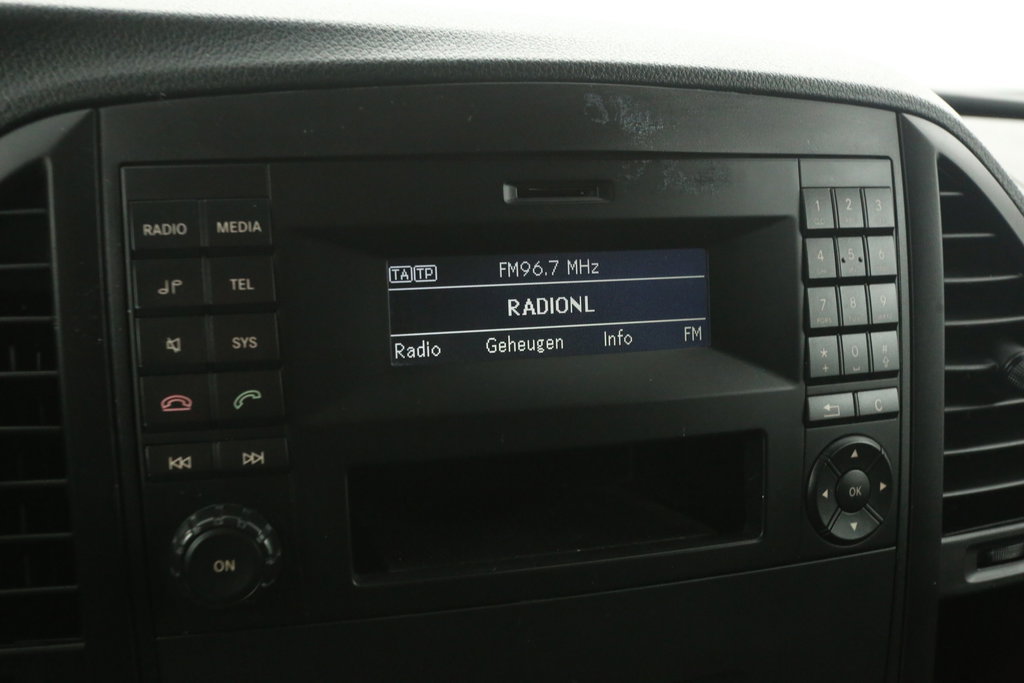 RADIO MEDIA
TEL
SYS
ON
TA TP FM96.7 MHz
RADIONL
Radio Geheugen Info FM
1 2 3
4 5 6
7 8 9
* 0
+
C
OK